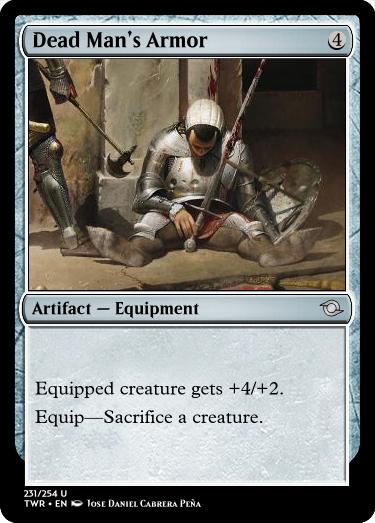 Dead Man's Armor 4
Artifact — Equipment
Equipped creature gets +4/+2.
Equip—Sacrifice a creature.
231/254 U
TWR • EN Jose Daniel Cabrera Peña